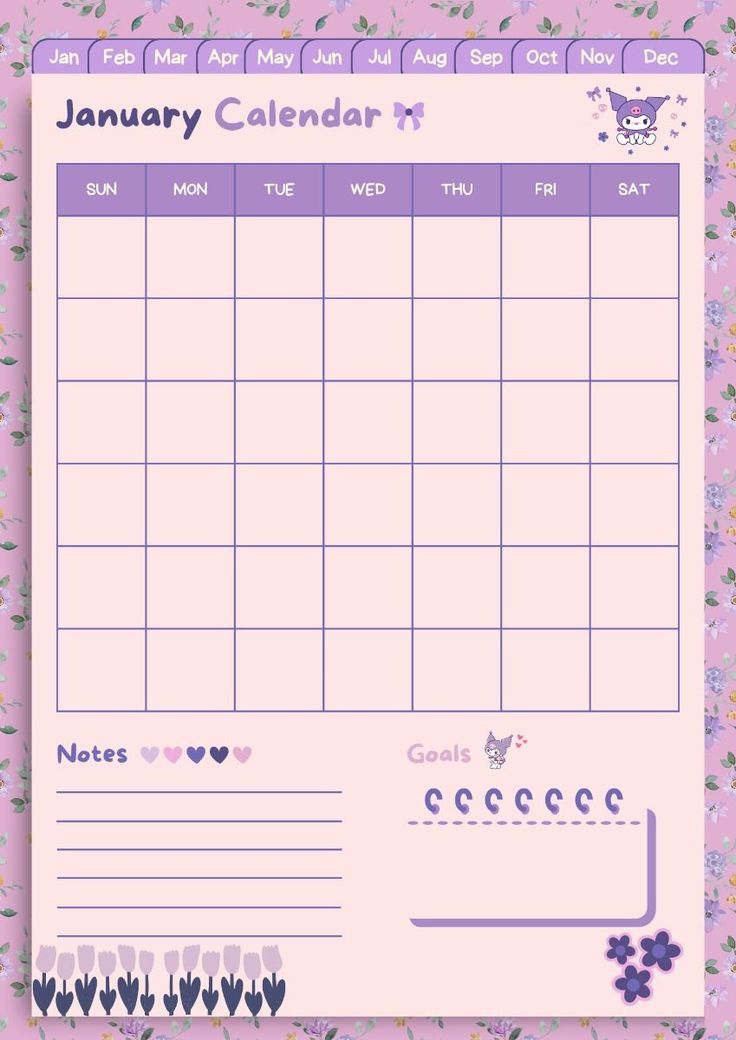 Jan Feb Mar Apr May Jun Jul Aug Sep Oct Nov Dec
January Calendar
SUN MON TUE WED THU FRI SAT
Notes
Goals